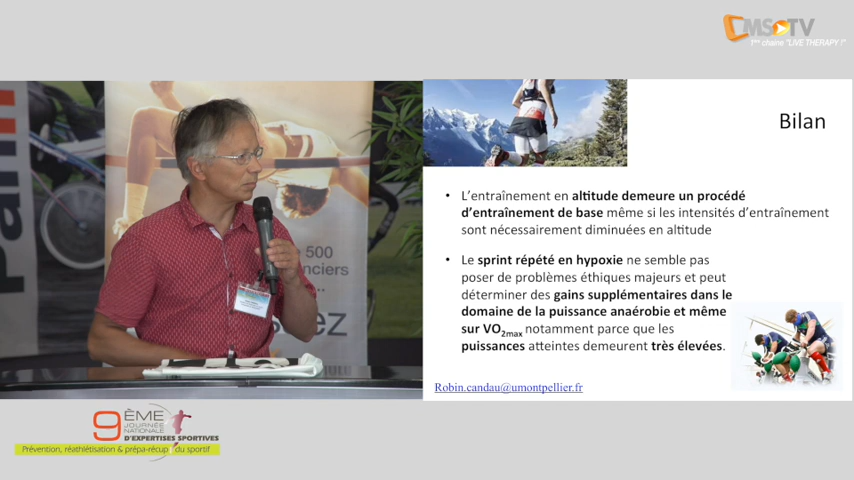 MS TV
1ère chaine "LIVE THERAPY !"
Bilan
• L'entraînement en altitude demeure un procédé
d'entraînement de base même si les intensités d'entraînement
sont nécessairement diminuées en altitude
• Le sprint répété en hypoxie ne semble pas
poser de problèmes éthiques majeurs et peut
déterminer des gains supplémentaires dans le
domaine de la puissance anaérobie et même
sur VO2max notamment parce que les
puissances atteintes demeurent très élevées.
Robin.candau@umontpellier.fr
500
nciers
...
ez
9ÈME
JOURNÉE
NATIONALE
D'EXPERTISES SPORTIVES
Prévention, réathlétisation & prépa-récup' du sportif